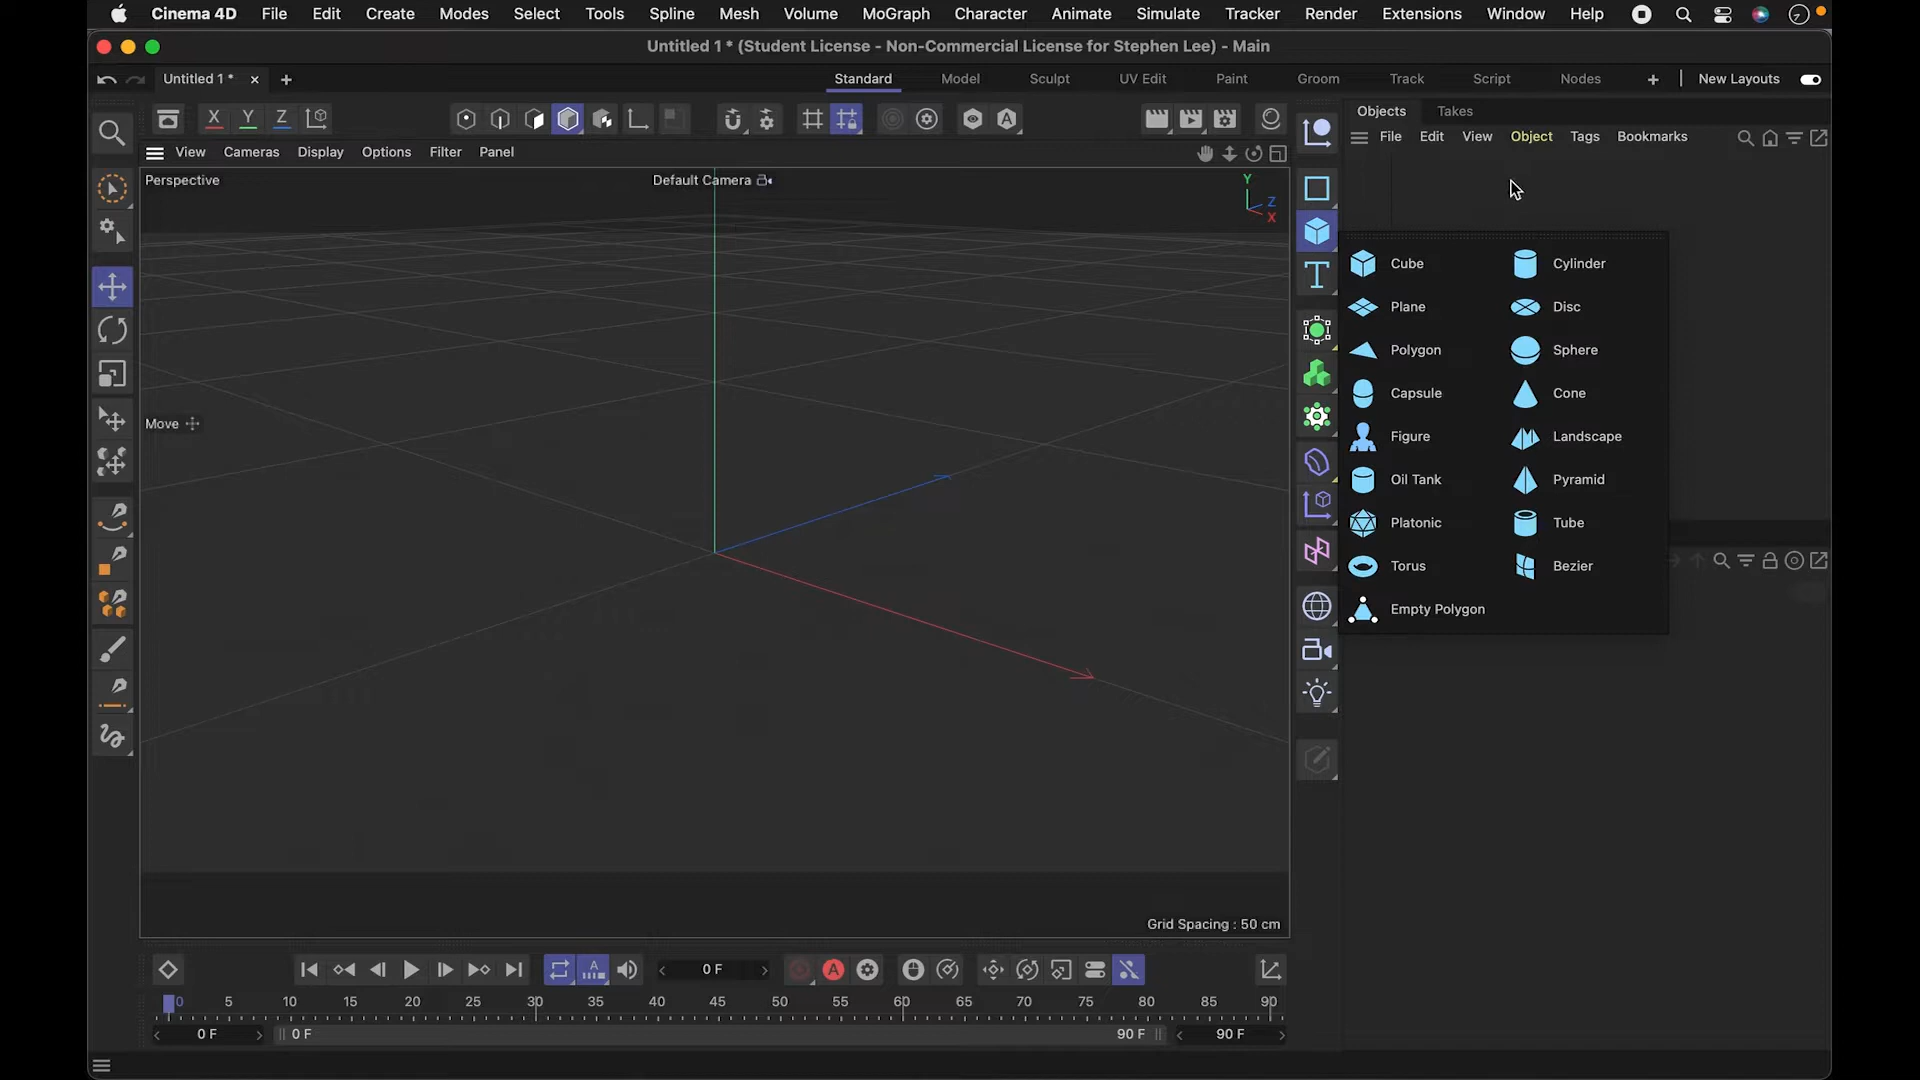 Cinema 4D File Edit Create Modes Select Tools Spline Mesh Volume MoGraph Character Animate Simulate Tracker Render Extensions Window Help
Untitled 1 * (Student License - Non-Commercial License for Stephen Lee) - Main
Untitled 1 * Standard Model Sculpt UV Edit Paint Groom Track Script Nodes New Layouts
X Y Z A
Objects Takes
File Edit View Object Tags Bookmarks
View Cameras Display Options Filter Panel
Perspective Default Camera
Y
Z
X
Cube Cylinder
Plane Disc
Polygon Sphere
Capsule Cone
Move
Figure Landscape
Oil Tank Pyramid
Platonic Tube
Torus Bezier
Empty Polygon
Grid Spacing : 50 cm
A 0 F A
0 5 10 15 20 25 30 35 40 45 50 55 60 65 70 75 80 85 90
0 F 0 F 90 F 90 F